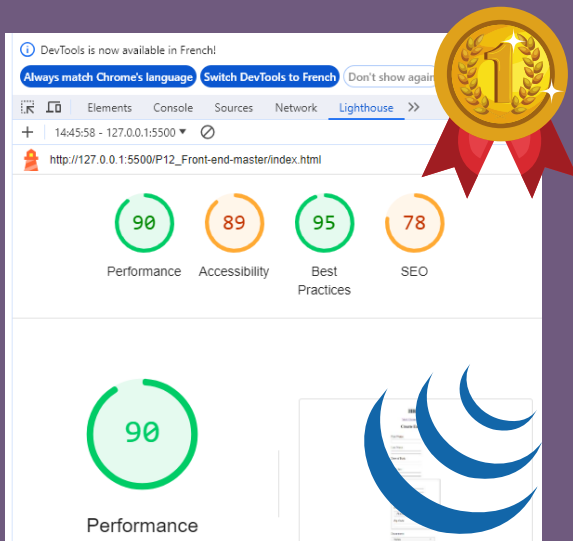 DevTools is now available in French!
Always match Chrome's language Switch DevTools to French Don't show again
Elements Console Sources Network Lighthouse
14:45:58 - 127.0.0.1:5500
http://127.0.0.1:5500/P12_Front-end-master/index.html
90 89 95 78
Performance Accessibility Best Practices SEO
90
Performance
1